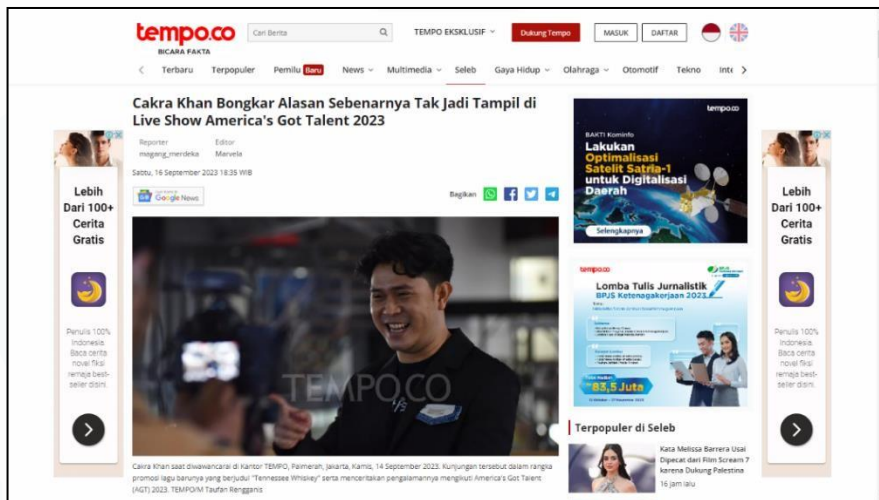 tempo.co
BICARA FAKTA
Cari Berita
TEMPO EKSKLUSIF
Dukung Tempo
MASUK
DAFTAR
Terbaru Terpopuler Pemilu Baru News Multimedia Seleb Gaya Hidup Olahraga Otomotif Tekno Inte
Cakra Khan Bongkar Alasan Sebenarnya Tak Jadi Tampil di
Live Show America's Got Talent 2023
Reporter
magang_merdeka
Editor
Marvela
Sabtu, 16 September 2023 18:35 WIB
Google News
Bagikan
TEMPO.CO
Cakra Khan saat diwawancarai di Kantor TEMPO, Palmerah, Jakarta, Kamis, 14 September 2023. Kunjungan tersebut dalam rangka
promosi lagu barunya yang berjudul "Tennessee Whiskey" serta menceritakan pengalamannya mengikuti America's Got Talent
(AGT) 2023. TEMPO/M Taufan Rengganis
Lebih
Dari 100+
Cerita
Gratis
Penulis 100%
Indonesia.
Baca cerita
novel fiksi
remaja best-
seller disini.
tempo.co
BAKTI Kominfo
Lakukan
Optimalisasi
Satelit Satria-1
untuk Digitalisasi
Daerah
Selengkapnya
tempo.co
Lomba Tulis Jurnalistik
BPJS Ketenagakerjaan 2023
83,5 Juta
Terpopuler di Seleb
Kata Melissa Barrera Usai
Dipecat dari Film Scream 7
karena Dukung Palestina
16 jam lalu
Lebih
Dari 100+
Cerita
Gratis
Penulis 100%
Indonesia.
Baca cerita
novel fiksi
remaja best-
seller disini.